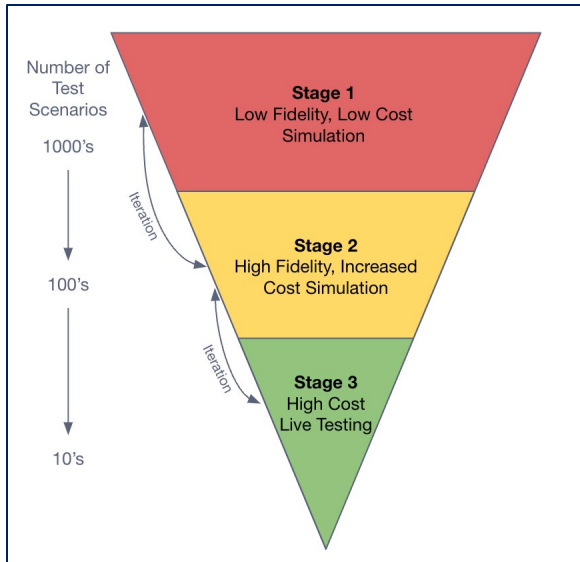 Number of
Test
Scenarios
1000's
100's
10's
Iteration
Iteration
Stage 1
Low Fidelity, Low Cost
Simulation
Stage 2
High Fidelity, Increased
Cost Simulation
Stage 3
High Cost
Live Testing